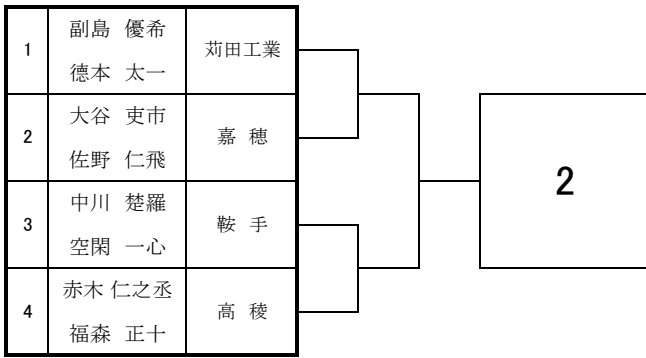 1 副島 優希 苅田工業
徳本 太一
2 大谷 吏市 嘉 穂
佐野 仁飛
3 中川 楚羅 鞍 手
空閑 一心
4 赤木 仁之丞 高 稜
福森 正十
2